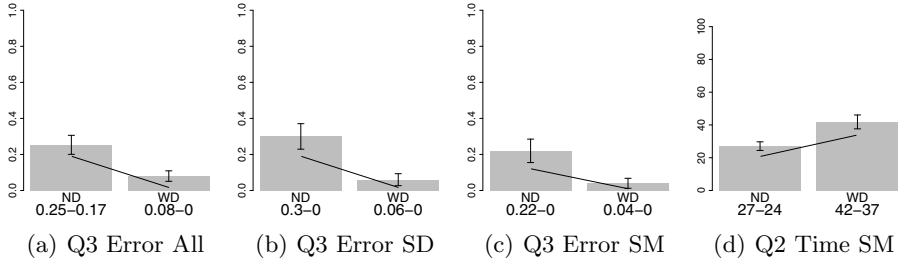 1.0
0.8
0.6
0.4
0.2
0.0
ND
WD
0.25–0.17
0.08–0
(a) Q3 Error All
1.0
0.8
0.6
0.4
0.2
0.0
ND
WD
0.3–0
0.06–0
(b) Q3 Error SD
1.0
0.8
0.6
0.4
0.2
0.0
ND
WD
0.22–0
0.04–0
(c) Q3 Error SM
100
80
60
40
20
0
ND
WD
27–24
42–37
(d) Q2 Time SM